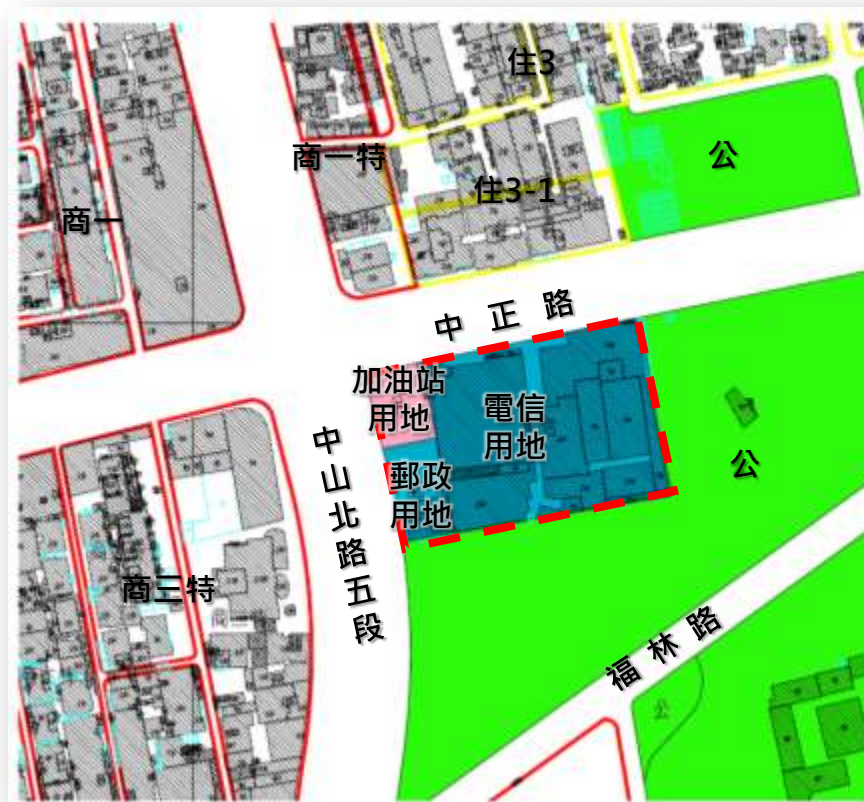 住3
商一特
公
住3-1
商一
中正路
加油站
用地
電信
用地
郵政
用地
公
中山北路五段
商三特
福林路
公